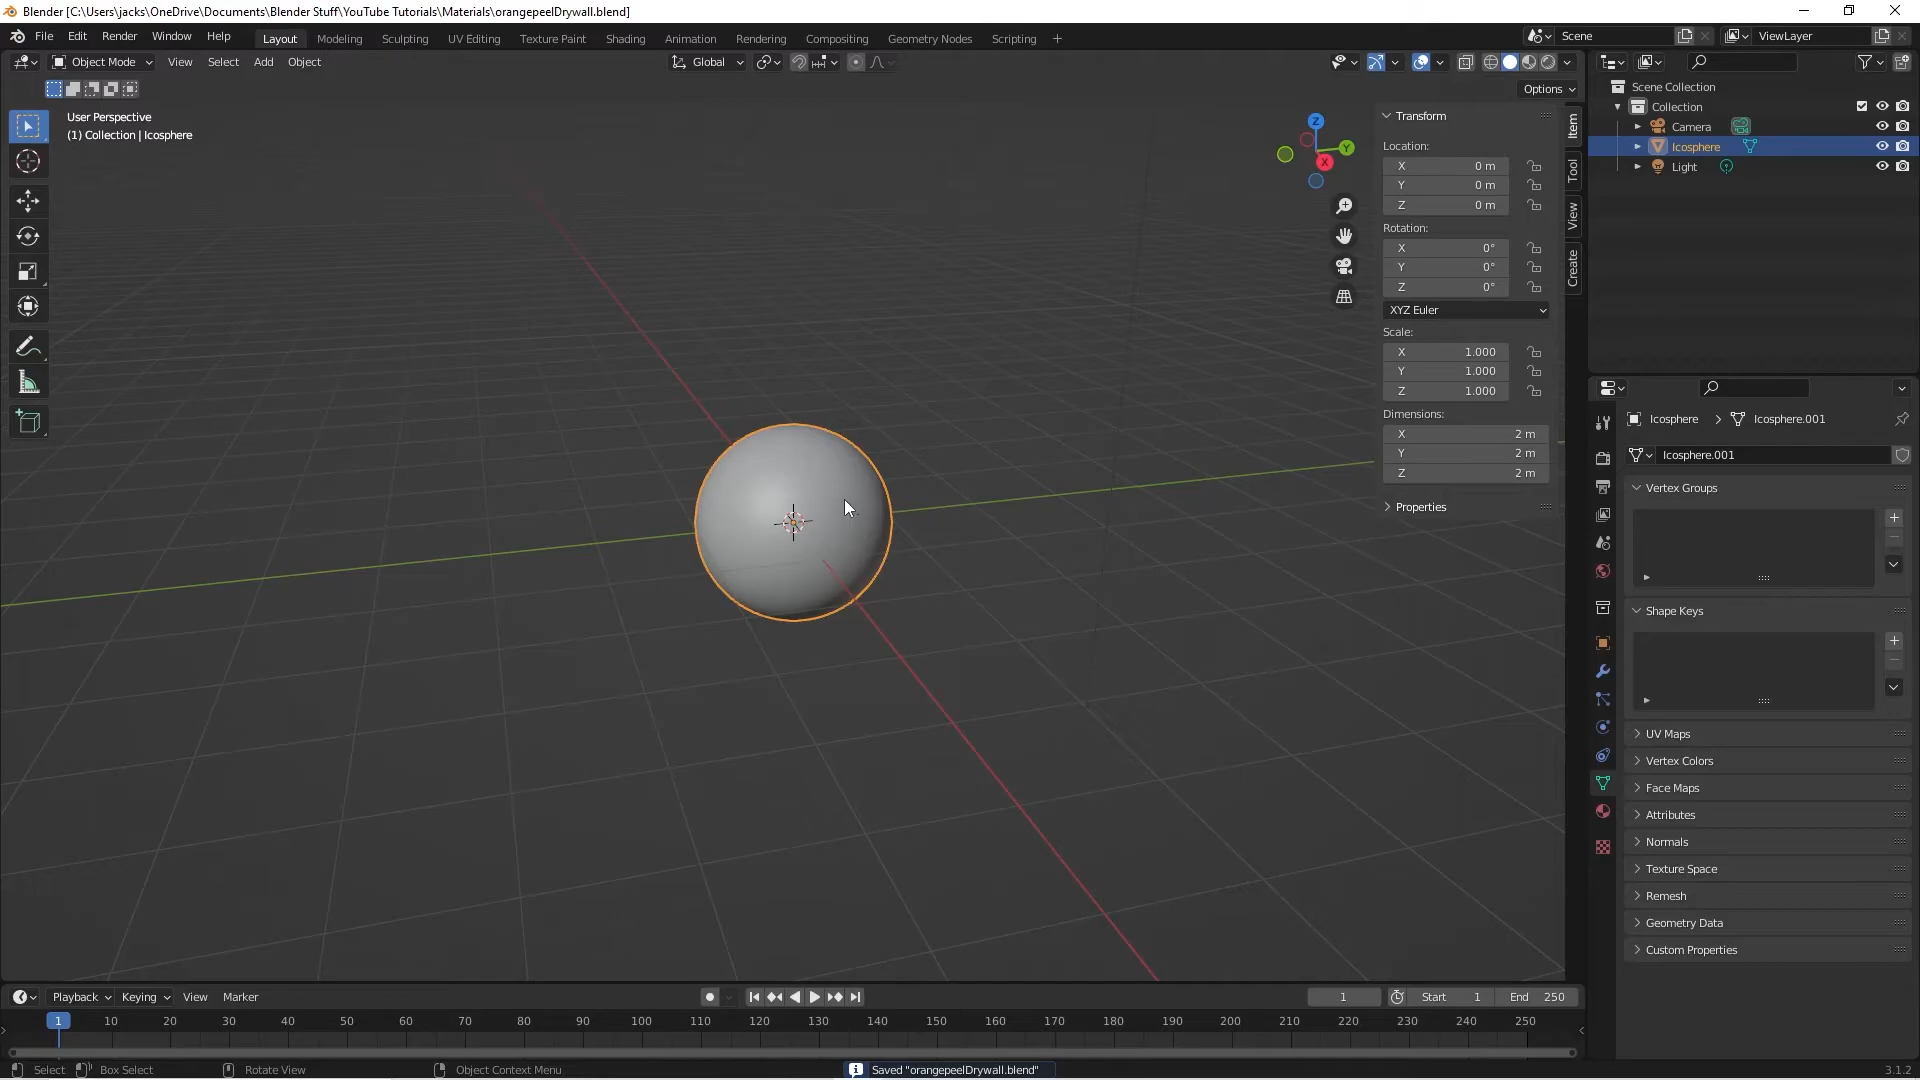 Blender [C:\Users\jacks\OneDrive\Documents\Blender Stuff\YouTube Tutorials\Materials\orangepeelDrywall.blend]
File Edit Render Window Help Layout Modeling Sculpting UV Editing Texture Paint Shading Animation Rendering Compositing Geometry Nodes Scripting + Scene ViewLayer
Object Mode View Select Add Object Global
Options
User Perspective
(1) Collection | Icosphere
Z
Y
X
Transform
Location:
X 0 m
Y 0 m
Z 0 m
Rotation:
X 0°
Y 0°
Z 0°
XYZ Euler
Scale:
X 1.000
Y 1.000
Z 1.000
Dimensions:
X 2 m
Y 2 m
Z 2 m
Properties
Item
Tool
View
Create
Scene Collection
Collection
Camera
Icosphere
Light
Icosphere > Icosphere.001
Icosphere.001
Vertex Groups
Shape Keys
UV Maps
Vertex Colors
Face Maps
Attributes
Normals
Texture Space
Remesh
Geometry Data
Custom Properties
Playback Keying View Marker 1 Start 1 End 250
1 10 20 30 40 50 60 70 80 90 100 110 120 130 140 150 160 170 180 190 200 210 220 230 240 250
Select Box Select Rotate View Object Context Menu Saved "orangepeelDrywall.blend" 3.1.2